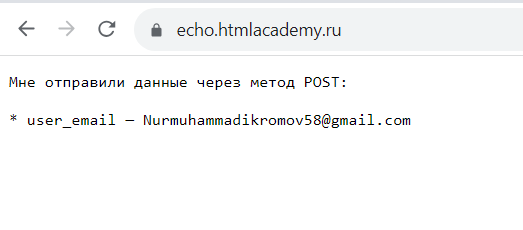 echo.htmlacademy.ru
Мне отправили данные через метод POST:
* user_email — Nurmuhammadikromov58@gmail.com